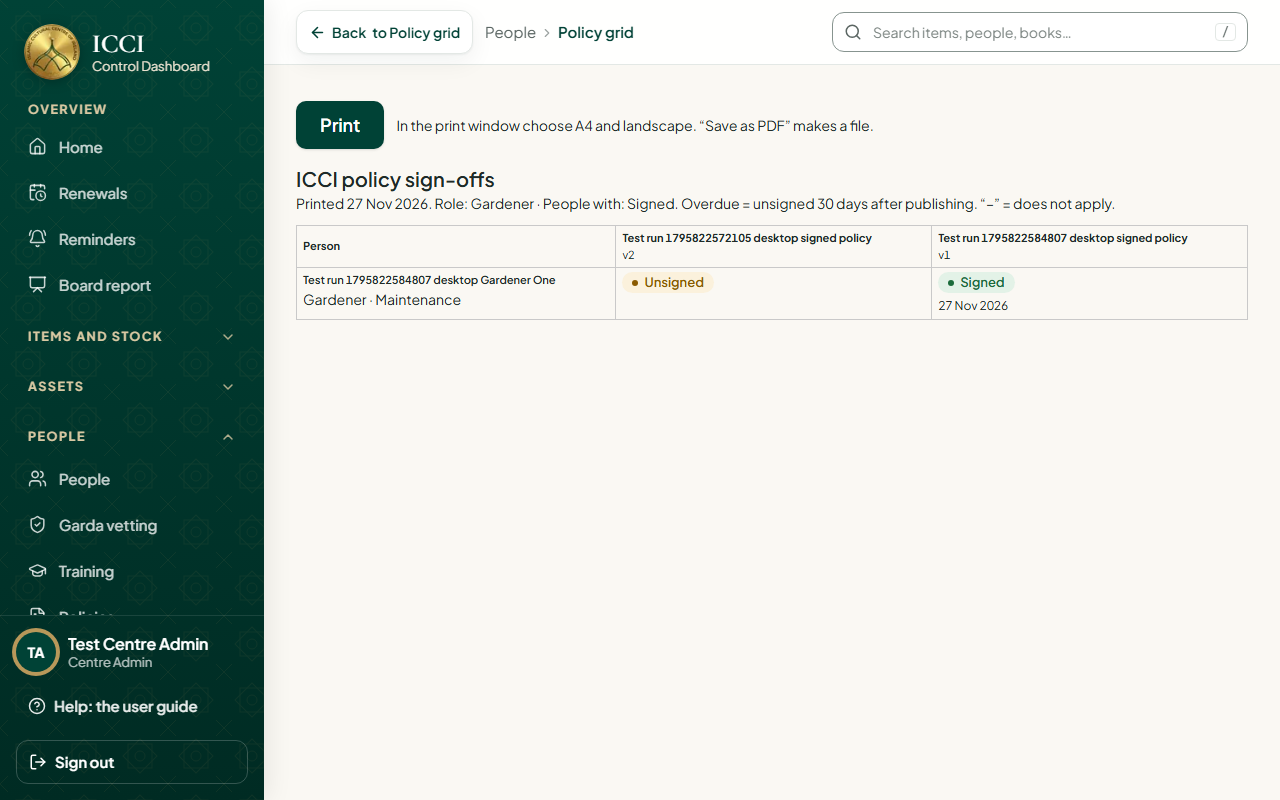 ICCI
Control Dashboard
OVERVIEW
Home
Renewals
Reminders
Board report
ITEMS AND STOCK
ASSETS
PEOPLE
People
Garda vetting
Training
Policies
TA
Test Centre Admin
Centre Admin
Help: the user guide
Sign out
Back to Policy grid
People › Policy grid
Search items, people, books...
/
Print
In the print window choose A4 and landscape. “Save as PDF” makes a file.
ICCI policy sign-offs
Printed 27 Nov 2026. Role: Gardener · People with: Signed. Overdue = unsigned 30 days after publishing. “–” = does not apply.
Person
Test run 1795822572105 desktop signed policy
v2
Test run 1795822584807 desktop signed policy
v1
Test run 1795822584807 desktop Gardener One
Gardener · Maintenance
Unsigned
Signed
27 Nov 2026